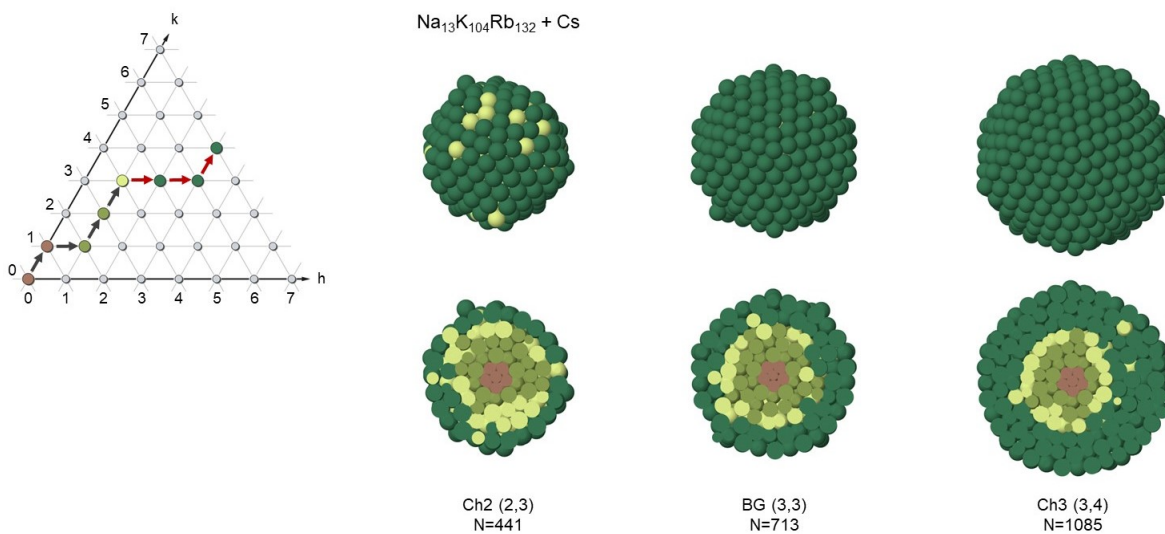 Na₁₃K₁₀₄Rb₁₃₂ + Cs
k
7
6
5
4
3
2
1
0
0 1 2 3 4 5 6 7 h
Ch2 (2,3) BG (3,3) Ch3 (3,4)
N=441 N=713 N=1085